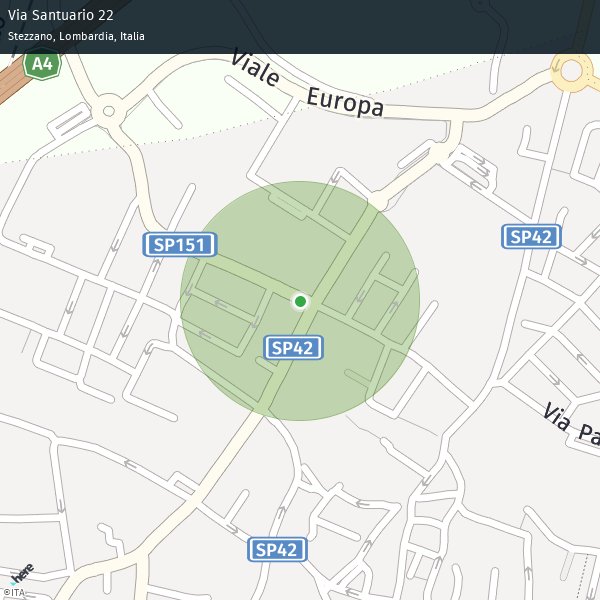 Via Santuario 22
Stezzano, Lombardia, Italia
A4
Viale Europa
SP151
SP42
SP42
Via Pa
SP42
here
©ITA